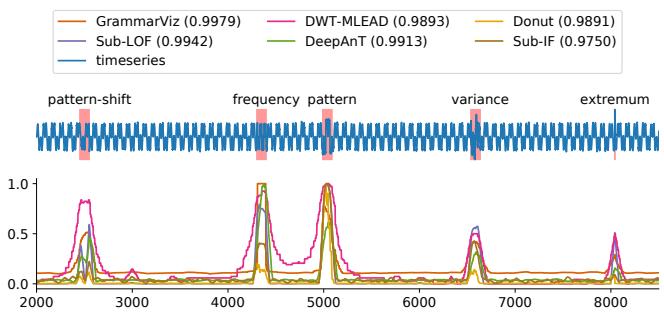 GrammarViz (0.9979) DWT-MLEAD (0.9893) Donut (0.9891)
Sub-LOF (0.9942) DeepAnT (0.9913) Sub-IF (0.9750)
timeseries
pattern-shift frequency pattern variance extremum
1.0
0.5
0.0
2000 3000 4000 5000 6000 7000 8000